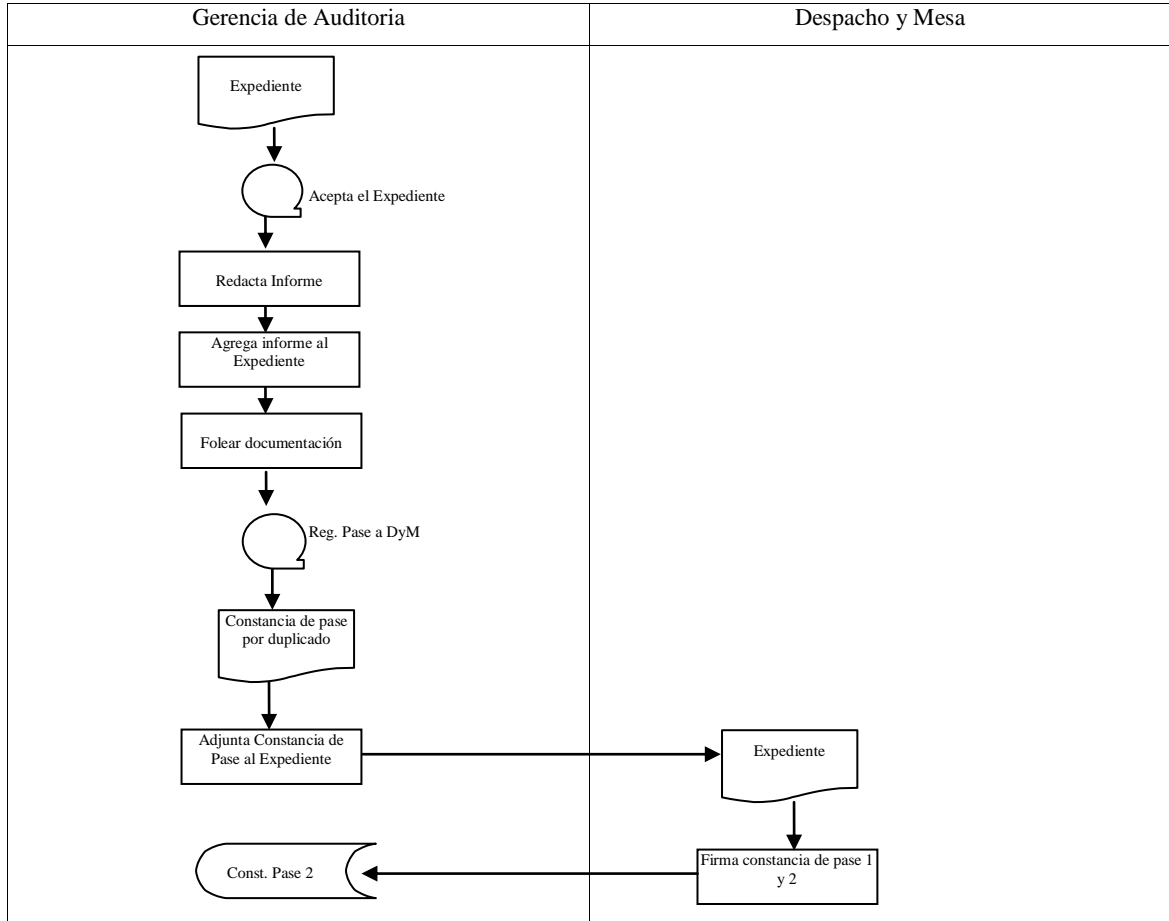 Gerencia de Auditoria
Despacho y Mesa
Expediente
Acepta el Expediente
Redacta Informe
Agrega informe al
Expediente
Folear documentación
Reg. Pase a DyM
Constancia de pase
por duplicado
Adjunta Constancia de
Pase al Expediente
Expediente
Firma constancia de pase 1
y 2
Const. Pase 2